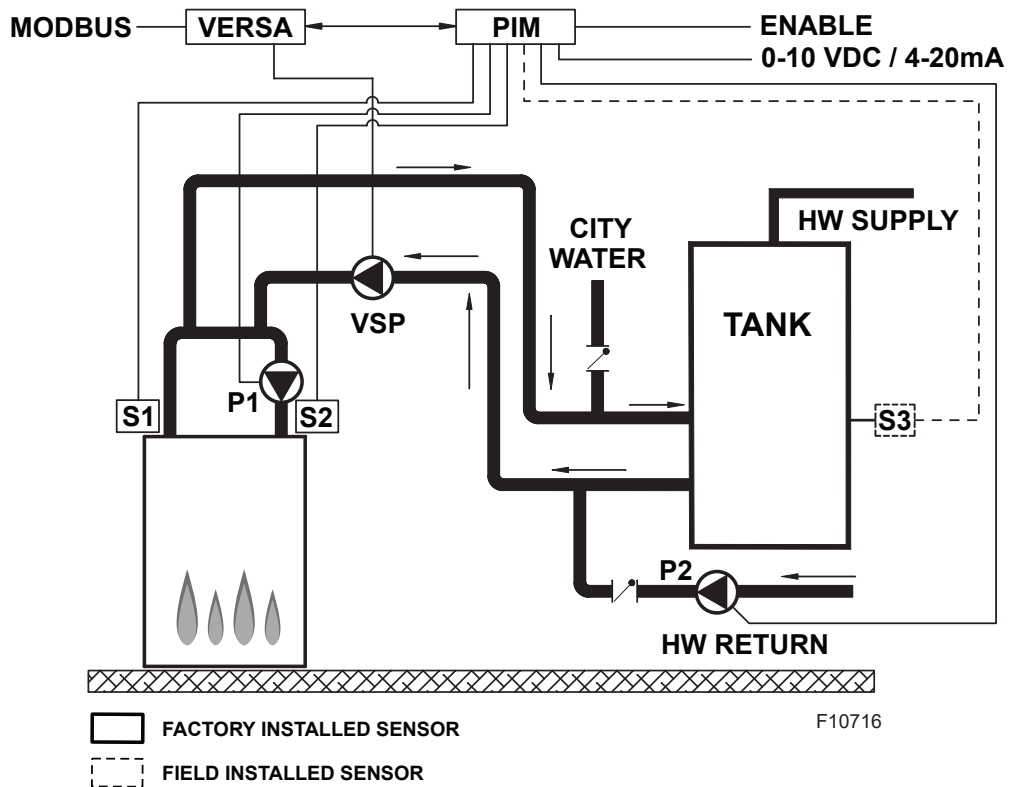 MODBUS
VERSA
PIM
ENABLE
0-10 VDC / 4-20mA
HW SUPPLY
CITY
WATER
TANK
VSP
P1
S1
S2
S3
P2
HW RETURN
FACTORY INSTALLED SENSOR
F10716
FIELD INSTALLED SENSOR